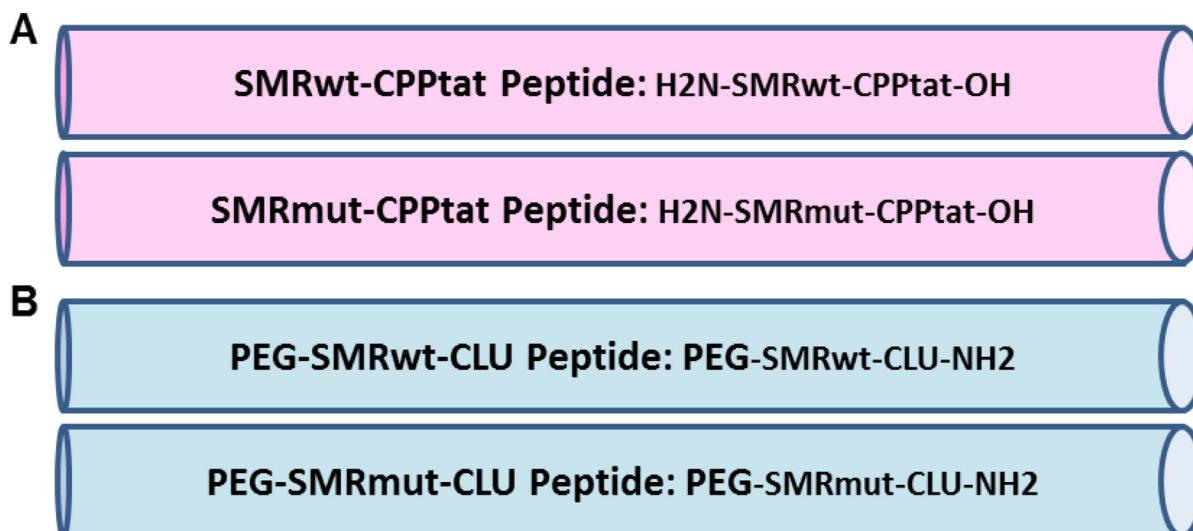 A
SMRwt-CPPtat Peptide: H2N-SMRwt-CPPtat-OH
SMRmut-CPPtat Peptide: H2N-SMRmut-CPPtat-OH
B
PEG-SMRwt-CLU Peptide: PEG-SMRwt-CLU-NH2
PEG-SMRmut-CLU Peptide: PEG-SMRmut-CLU-NH2